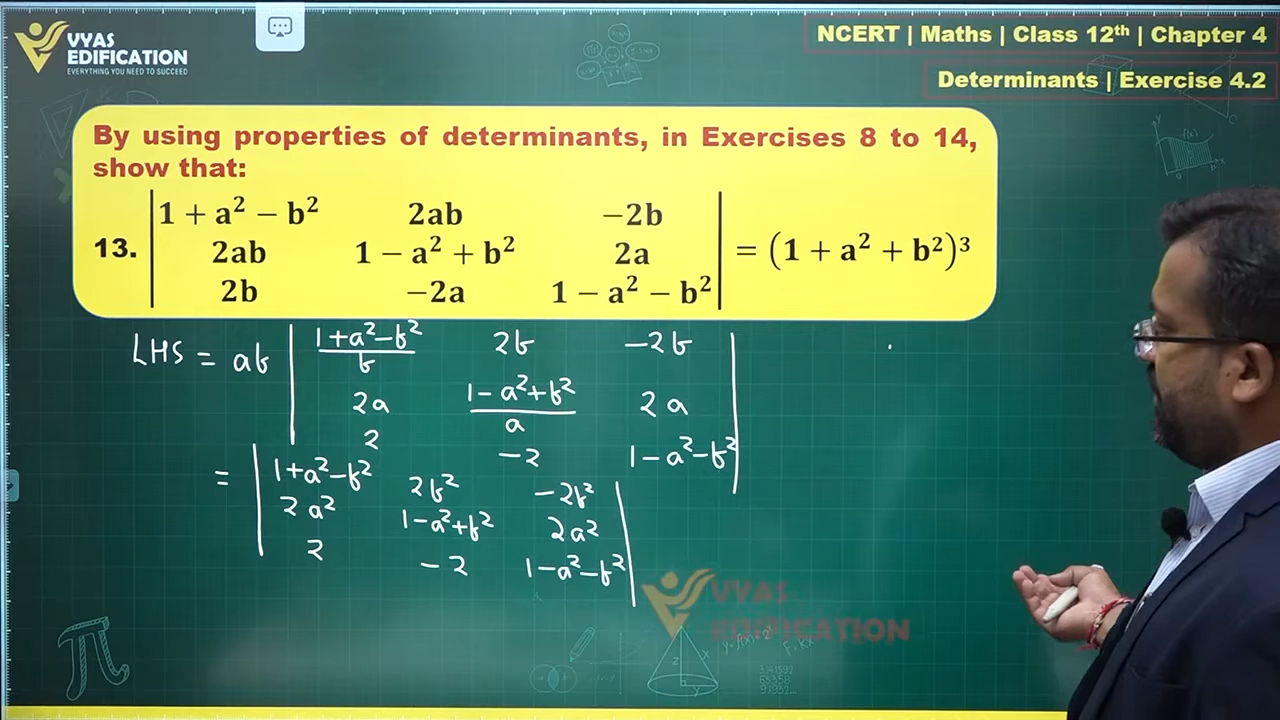 VYAS
EDIFICATION
EVERYTHING YOU NEED TO SUCCEED
NCERT | Maths | Class 12ᵗʰ | Chapter 4
Determinants | Exercise 4.2
By using properties of determinants, in Exercises 8 to 14,
show that:
|1 + a² − b² 2ab −2b|
13. |2ab 1 − a² + b² 2a| = (1 + a² + b²)³
|2b −2a 1 − a² − b²|
LHS = ab |(1+a²−b²)/b 2b −2b|
|2a (1−a²+b²)/a 2a|
|2 −2 1−a²−b²|
= |1+a²−b² 2b² −2b²|
|2a² 1−a²+b² 2a²|
|2 −2 1−a²−b²|
VYAS
EDIFICATION